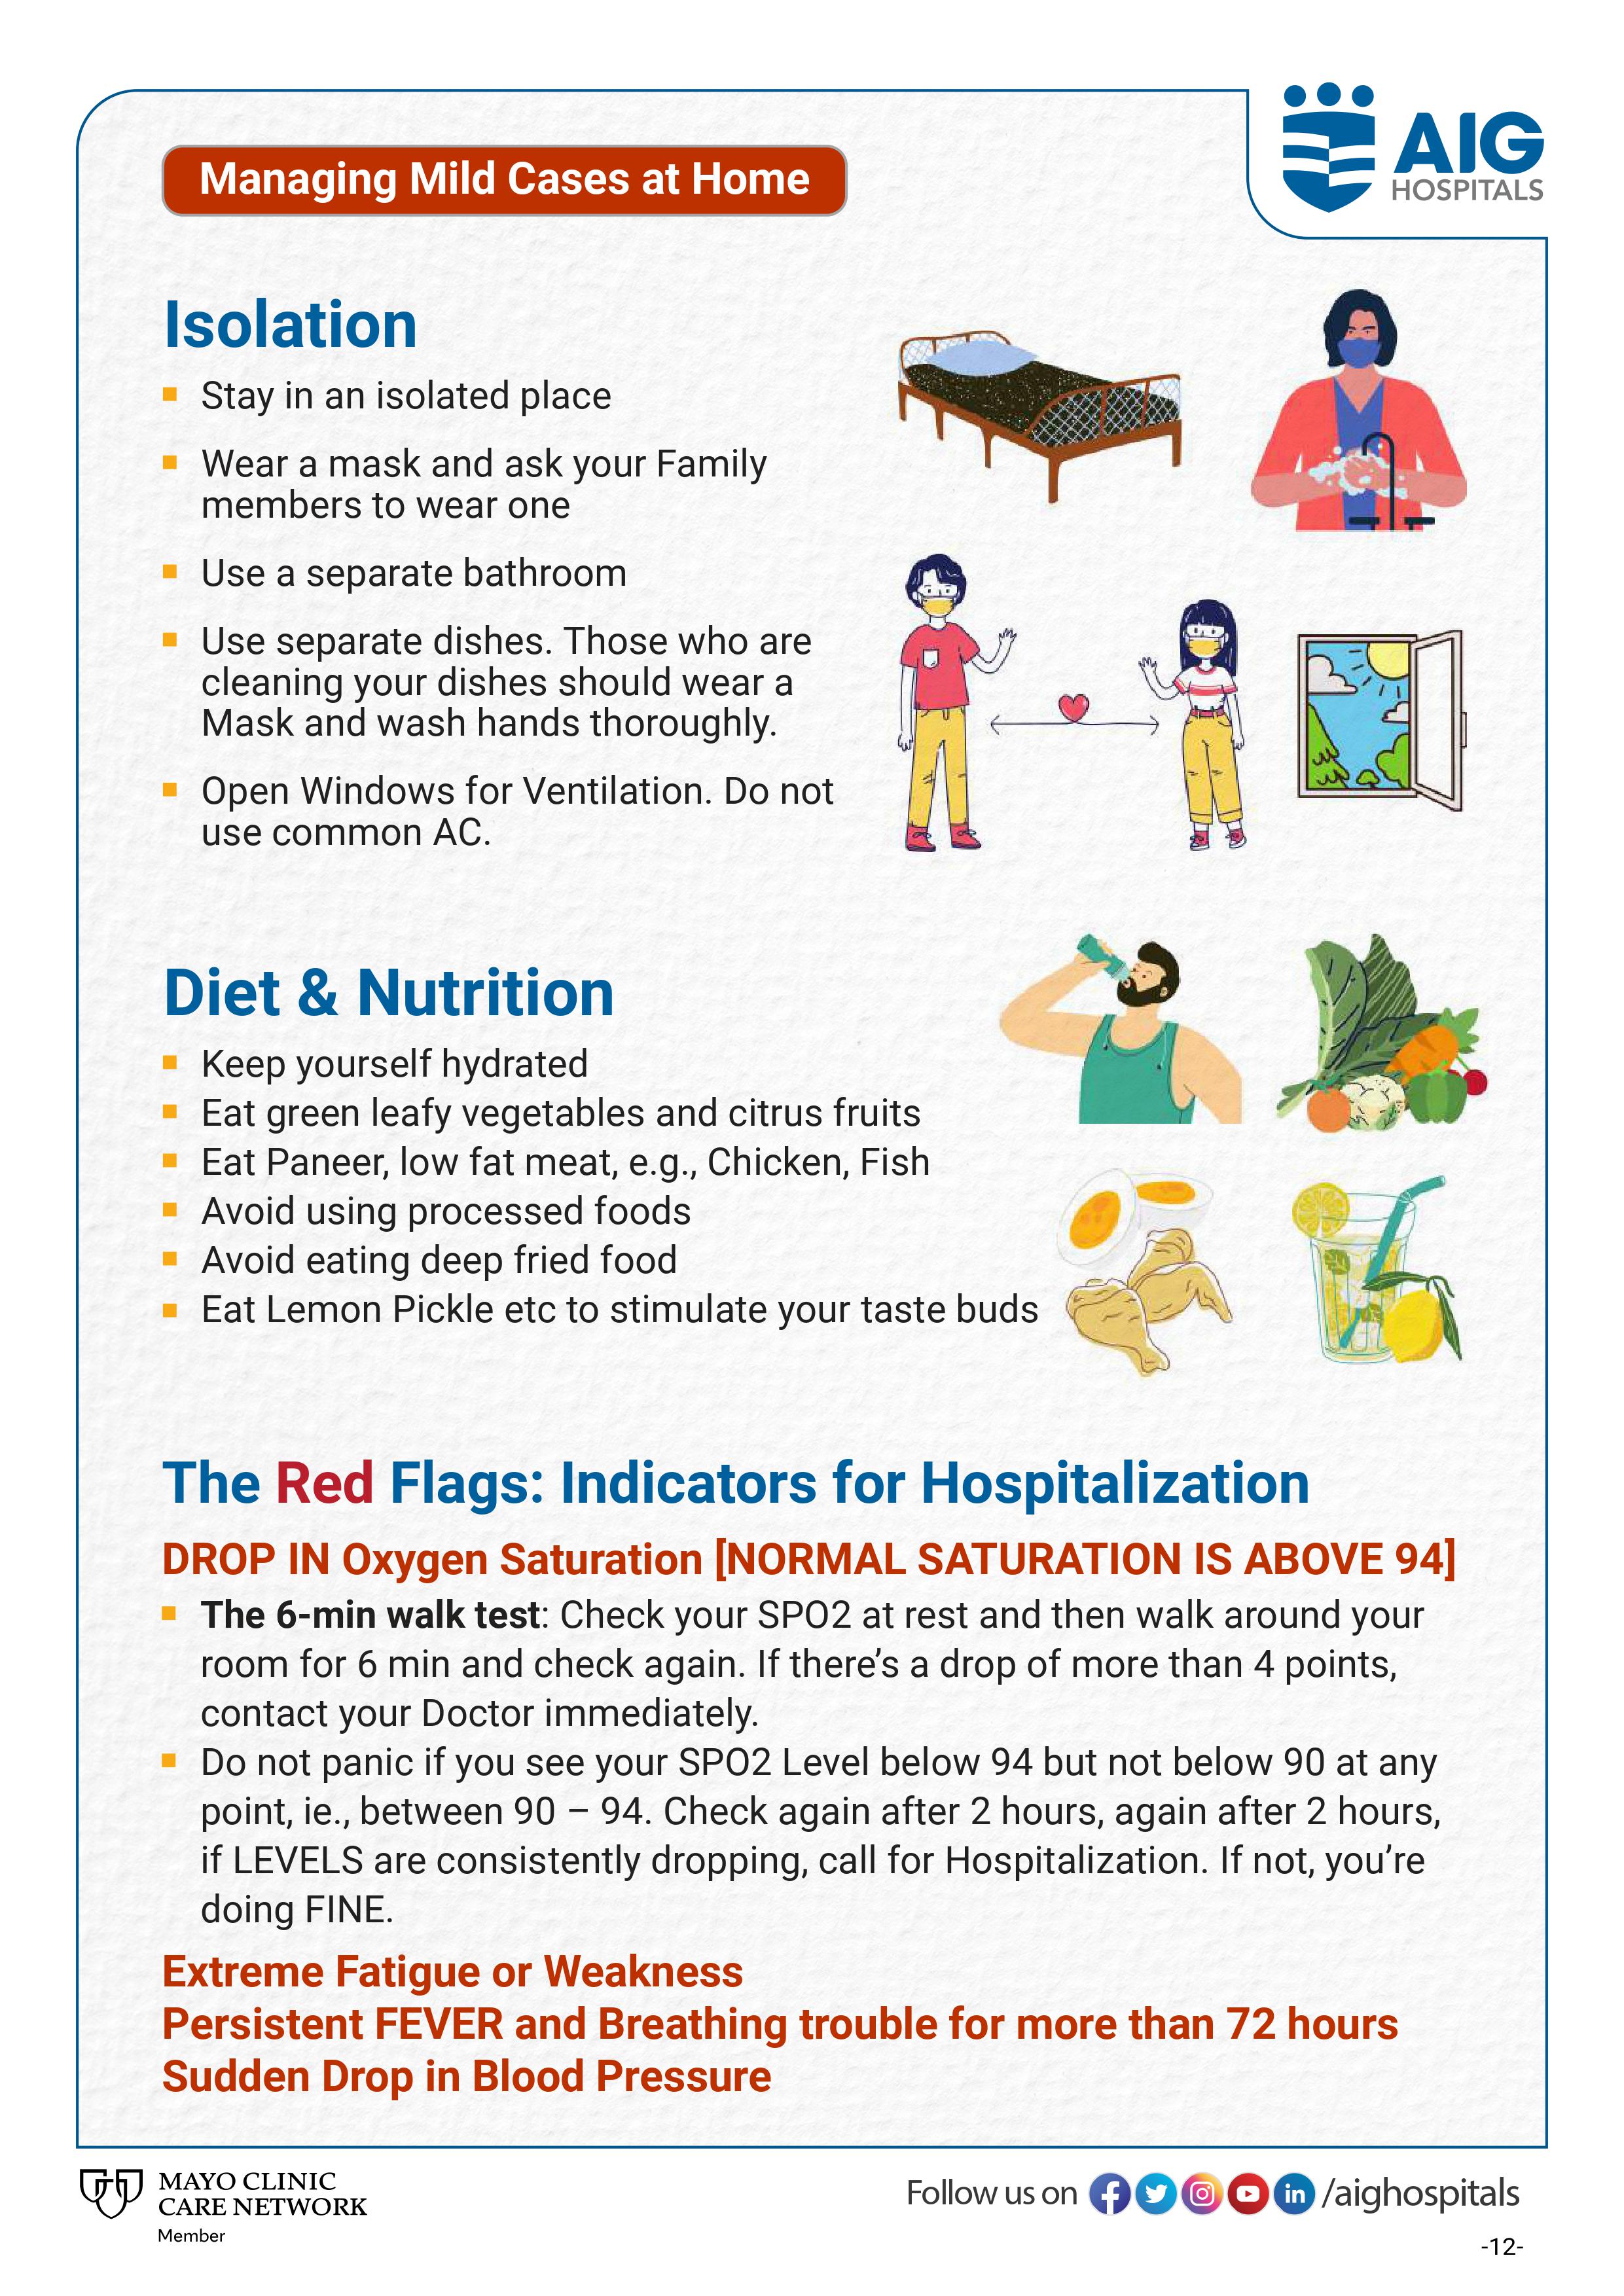 AIG
HOSPITALS
Managing Mild Cases at Home
Isolation
Stay in an isolated place
Wear a mask and ask your Family
members to wear one
Use a separate bathroom
Use separate dishes. Those who are
cleaning your dishes should wear a
Mask and wash hands thoroughly.
Open Windows for Ventilation. Do not
use common AC.
Diet & Nutrition
Keep yourself hydrated
Eat green leafy vegetables and citrus fruits
Eat Paneer, low fat meat, e.g., Chicken, Fish
Avoid using processed foods
Avoid eating deep fried food
Eat Lemon Pickle etc to stimulate your taste buds
The Red Flags: Indicators for Hospitalization
DROP IN Oxygen Saturation [NORMAL SATURATION IS ABOVE 94]
The 6-min walk test: Check your SPO2 at rest and then walk around your
room for 6 min and check again. If there’s a drop of more than 4 points,
contact your Doctor immediately.
Do not panic if you see your SPO2 Level below 94 but not below 90 at any
point, ie., between 90 – 94. Check again after 2 hours, again after 2 hours,
if LEVELS are consistently dropping, call for Hospitalization. If not, you’re
doing FINE.
Extreme Fatigue or Weakness
Persistent FEVER and Breathing trouble for more than 72 hours
Sudden Drop in Blood Pressure
MAYO CLINIC
CARE NETWORK
Member
Follow us on /aighospitals
-12-